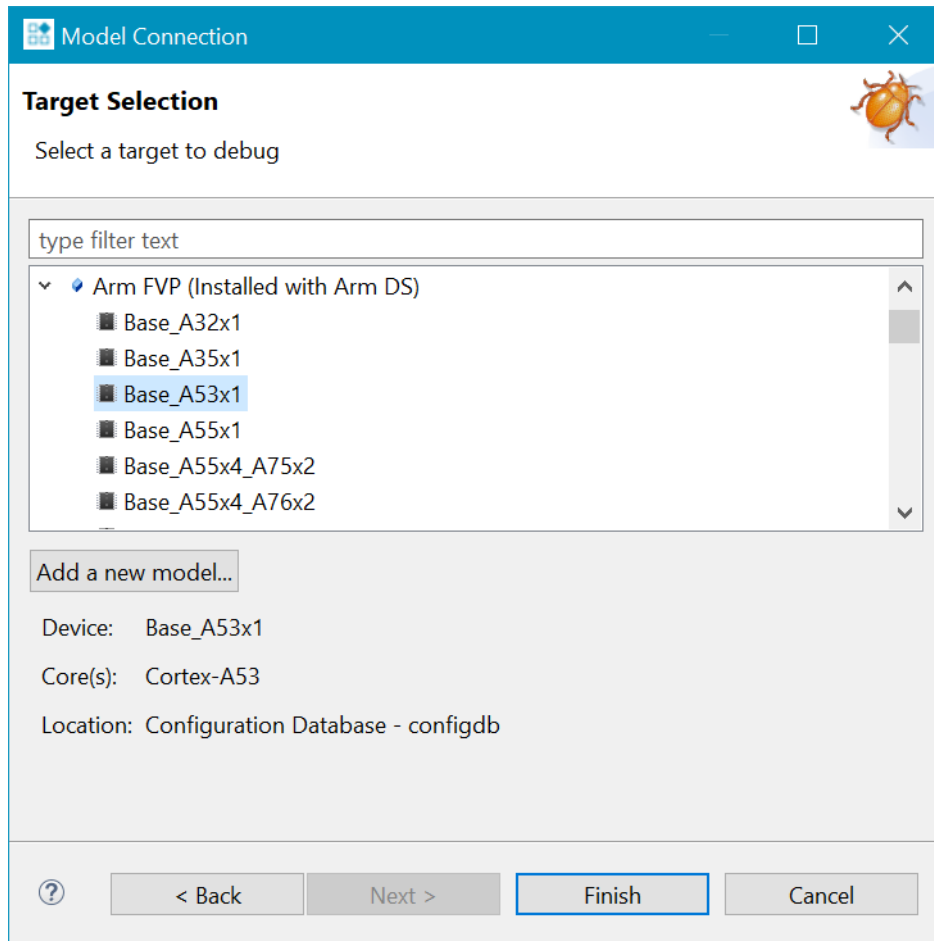 Model Connection
Target Selection
Select a target to debug
type filter text
Arm FVP (Installed with Arm DS)
Base_A32x1
Base_A35x1
Base_A53x1
Base_A55x1
Base_A55x4_A75x2
Base_A55x4_A76x2
Add a new model...
Device: Base_A53x1
Core(s): Cortex-A53
Location: Configuration Database - configdb
? < Back Next > Finish Cancel